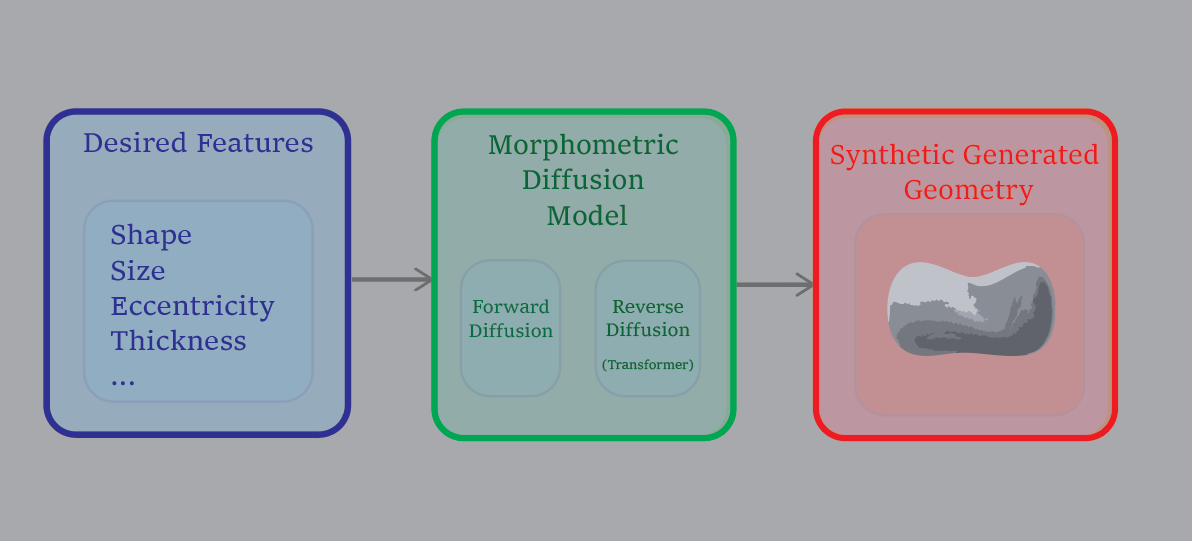 Desired Features
Shape
Size
Eccentricity
Thickness
...
Morphometric
Diffusion
Model
Forward
Diffusion
Reverse
Diffusion
(Transformer)
Synthetic Generated
Geometry